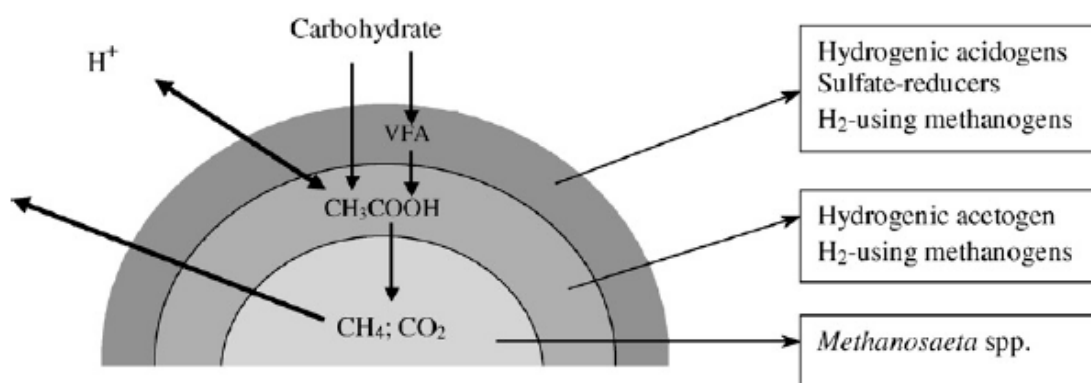 Carbohydrate
H⁺
VFA
CH₃COOH
CH₄; CO₂
Hydrogenic acidogens
Sulfate-reducers
H₂-using methanogens
Hydrogenic acetogen
H₂-using methanogens
Methanosaeta spp.